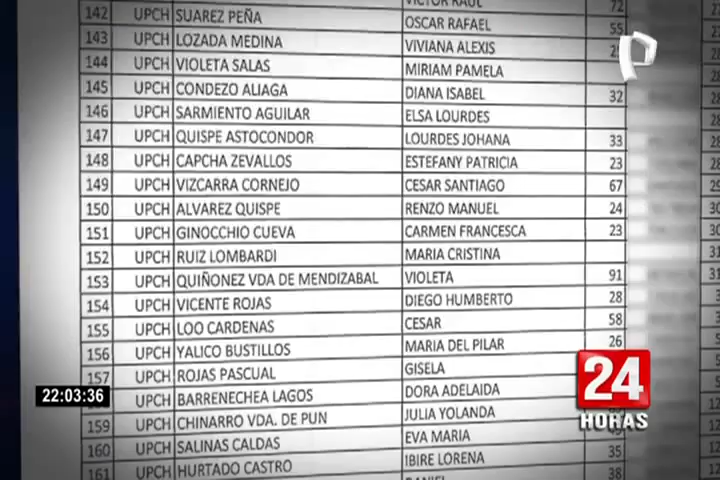 VICTOR RAUL 72
142 UPCH SUAREZ PEÑA OSCAR RAFAEL 55
143 UPCH LOZADA MEDINA VIVIANA ALEXIS
144 UPCH VIOLETA SALAS MIRIAM PAMELA
145 UPCH CONDEZO ALIAGA DIANA ISABEL 32
146 UPCH SARMIENTO AGUILAR ELSA LOURDES
147 UPCH QUISPE ASTOCONDOR LOURDES JOHANA 33
148 UPCH CAPCHA ZEVALLOS ESTEFANY PATRICIA 23
149 UPCH VIZCARRA CORNEJO CESAR SANTIAGO 67
150 UPCH ALVAREZ QUISPE RENZO MANUEL 24
151 UPCH GINOCCHIO CUEVA CARMEN FRANCESCA 23
152 UPCH RUIZ LOMBARDI MARIA CRISTINA
153 UPCH QUIÑONEZ VDA DE MENDIZABAL VIOLETA 91
154 UPCH VICENTE ROJAS DIEGO HUMBERTO 28
155 UPCH LOO CARDENAS CESAR 58
156 UPCH YALICO BUSTILLOS MARIA DEL PILAR 26
157 UPCH ROJAS PASCUAL GISELA
UPCH BARRENECHEA LAGOS DORA ADELAIDA
159 UPCH CHINARRO VDA. DE PUN JULIA YOLANDA
160 UPCH SALINAS CALDAS EVA MARIA
161 UPCH HURTADO CASTRO IBIRE LORENA 35
DANIEL 38
22:03:36
24
HORAS